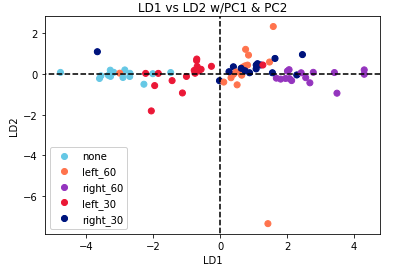 LD1 vs LD2 w/PC1 & PC2
2
0
−2
−4
−6
LD2
none
left_60
right_60
left_30
right_30
−4
−2
0
2
4
LD1